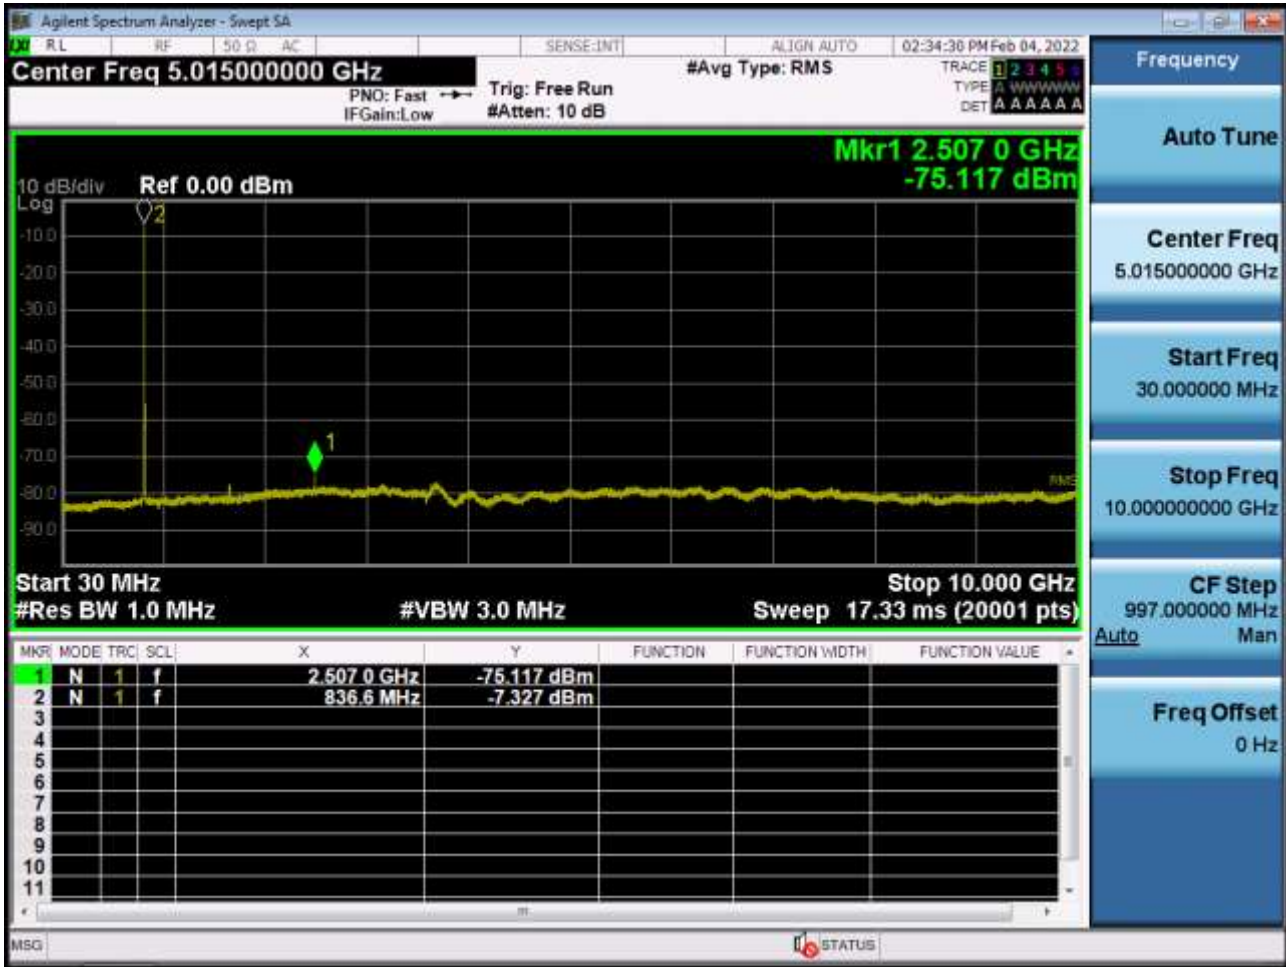 Agilent Spectrum Analyzer - Swept SA
LXI RL RF 50 Ω AC SENSE:INT ALIGN AUTO 02:34:36 PM Feb 04, 2022
Center Freq 5.015000000 GHz
PNO: Fast
IFGain:Low
Trig: Free Run
#Atten: 10 dB
#Avg Type: RMS
TRACE 1 2 3 4 5 6
TYPE A WWWWW
DET A A A A A A
Mkr1 2.507 0 GHz
-75.117 dBm
10 dB/div Ref 0.00 dBm
Log
2
-10.0
-20.0
-30.0
-40.0
-50.0
-60.0
1
-70.0
RMS
-80.0
-90.0
Start 30 MHz Stop 10.000 GHz
#Res BW 1.0 MHz #VBW 3.0 MHz Sweep 17.33 ms (20001 pts)
MKR MODE TRC SCL X Y FUNCTION FUNCTION WIDTH FUNCTION VALUE
1 N 1 f 2.507 0 GHz -75.117 dBm
2 N 1 f 836.6 MHz -7.327 dBm
3
4
5
6
7
8
9
10
11
MSG STATUS
Frequency
Auto Tune
Center Freq
5.015000000 GHz
Start Freq
30.000000 MHz
Stop Freq
10.000000000 GHz
CF Step
997.000000 MHz
Auto Man
Freq Offset
0 Hz